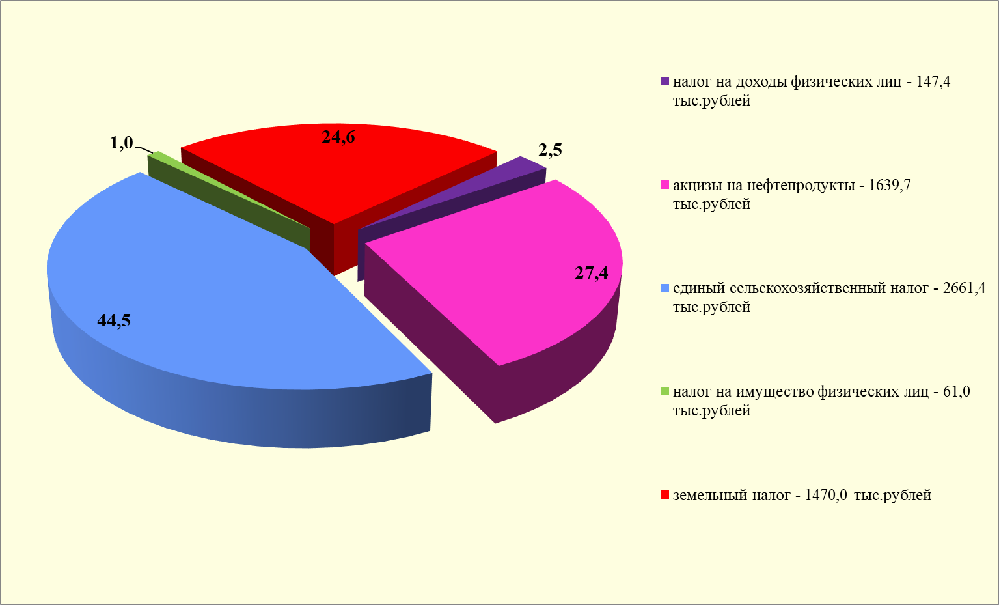 1,0
24,6
2,5
27,4
44,5
налог на доходы физических лиц - 147,4
тыс.рублей
акцизы на нефтепродукты - 1639,7
тыс.рублей
единый сельскохозяйственный налог - 2661,4
тыс.рублей
налог на имущество физических лиц - 61,0
тыс.рублей
земельный налог - 1470,0 тыс.рублей